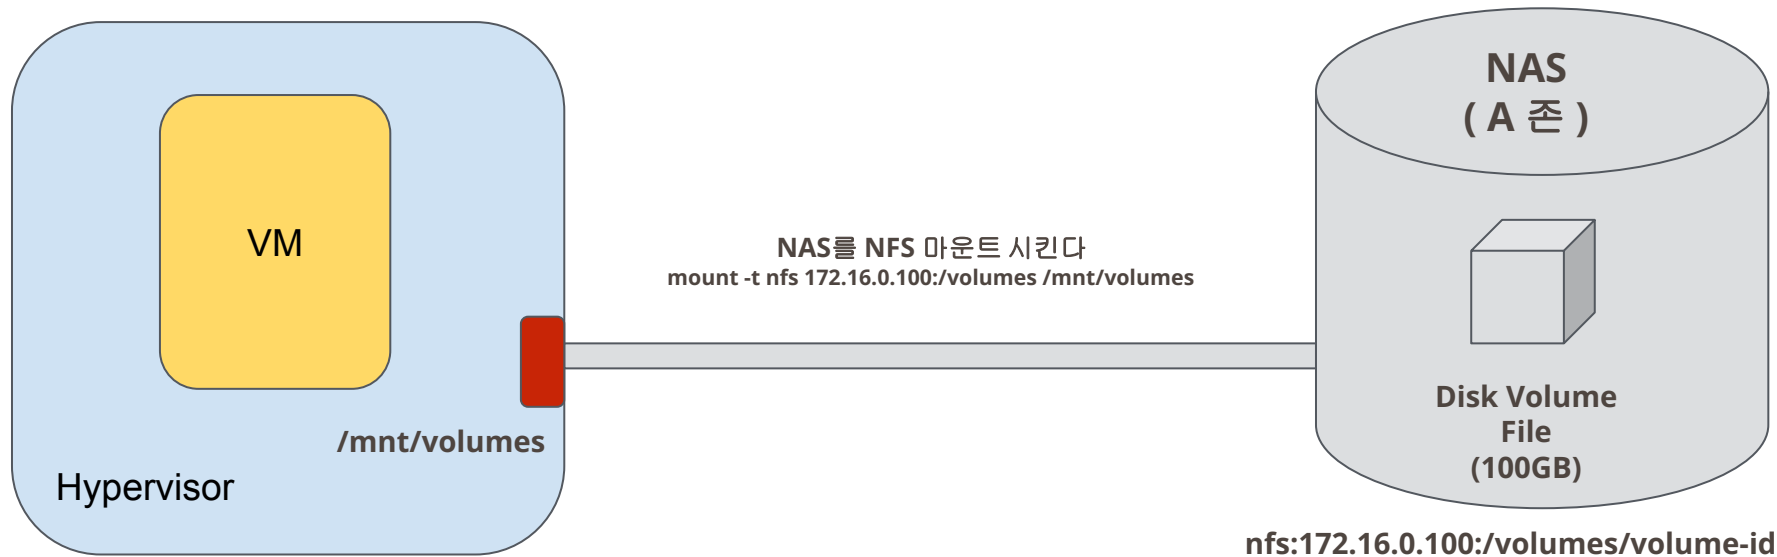 NAS
( A 존 )
VM
NAS를 NFS 마운트 시킨다
mount -t nfs 172.16.0.100:/volumes /mnt/volumes
Disk Volume
File
(100GB)
/mnt/volumes
Hypervisor
nfs:172.16.0.100:/volumes/volume-id